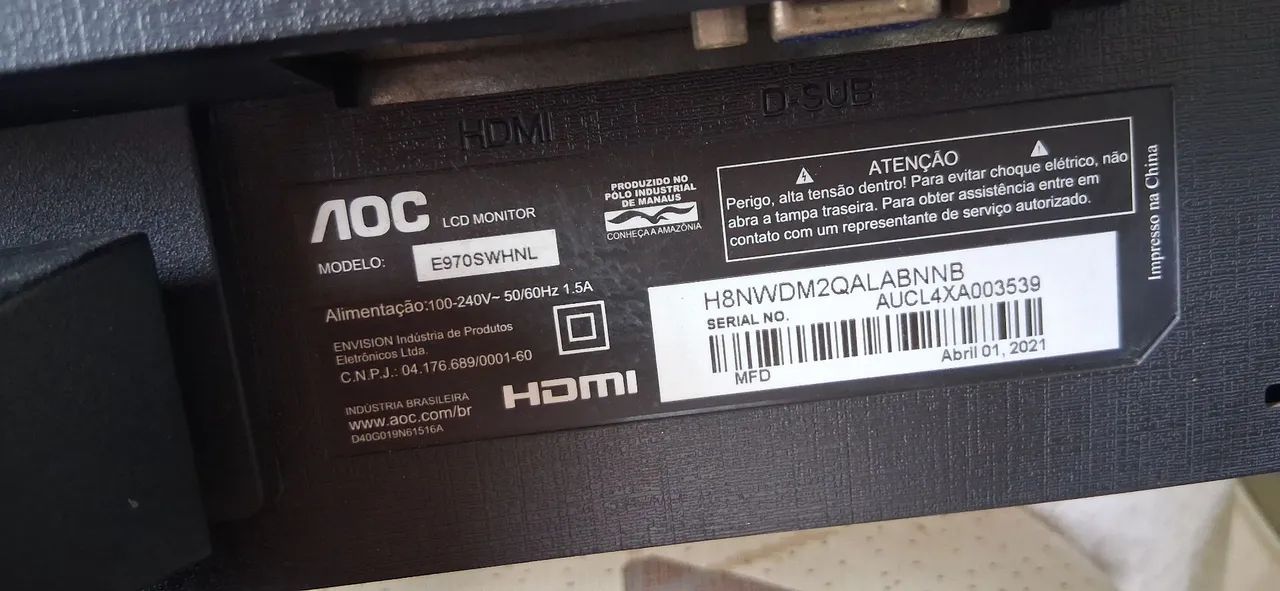 HDMI
D-SUB
AOC LCD MONITOR
MODELO: E970SWHNL
Alimentação:100-240V~ 50/60Hz 1.5A
ENVISION Indústria de Produtos
Eletrônicos Ltda.
C.N.P.J.: 04.176.689/0001-60
INDÚSTRIA BRASILEIRA
www.aoc.com/br
D40G019N61516A
HDMI
PRODUZIDO NO
PÓLO INDUSTRIAL
DE MANAUS
CONHEÇA A AMAZÔNIA
ATENÇÃO
Perigo, alta tensão dentro! Para evitar choque elétrico, não
abra a tampa traseira. Para obter assistência entre em
contato com um representante de serviço autorizado.
H8NWDM2QALABNNB
SERIAL NO. AUCL4XA003539
MFD Abril 01, 2021
Impresso na China